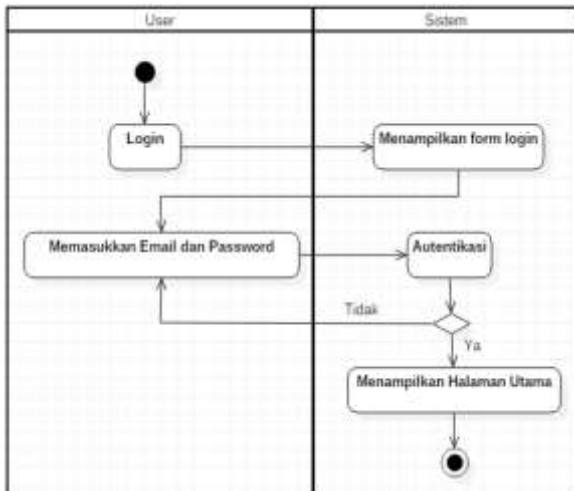 User
Sistem
Login
Menampilkan form login
Memasukkan Email dan Password
Autentikasi
Tidak
Ya
Menampilkan Halaman Utama